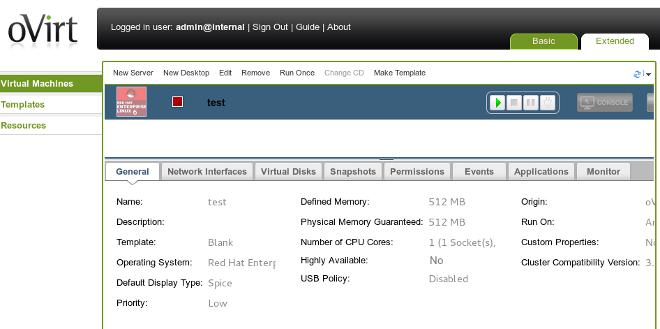 oVirt
Logged in user: admin@internal | Sign Out | Guide | About
Basic
Extended
New Server New Desktop Edit Remove Run Once Change CD Make Template
Virtual Machines
Templates
Resources
RED HAT
ENTERPRISE
LINUX 6
test
CONSOLE
General Network Interfaces Virtual Disks Snapshots Permissions Events Applications Monitor
Name: test
Description:
Template: Blank
Operating System: Red Hat Enterp
Default Display Type: Spice
Priority: Low
Defined Memory: 512 MB
Physical Memory Guaranteed: 512 MB
Number of CPU Cores: 1 (1 Socket(s),
Highly Available: No
USB Policy: Disabled
Origin: oV
Run On:
Custom Properties: No
Cluster Compatibility Version: 3.